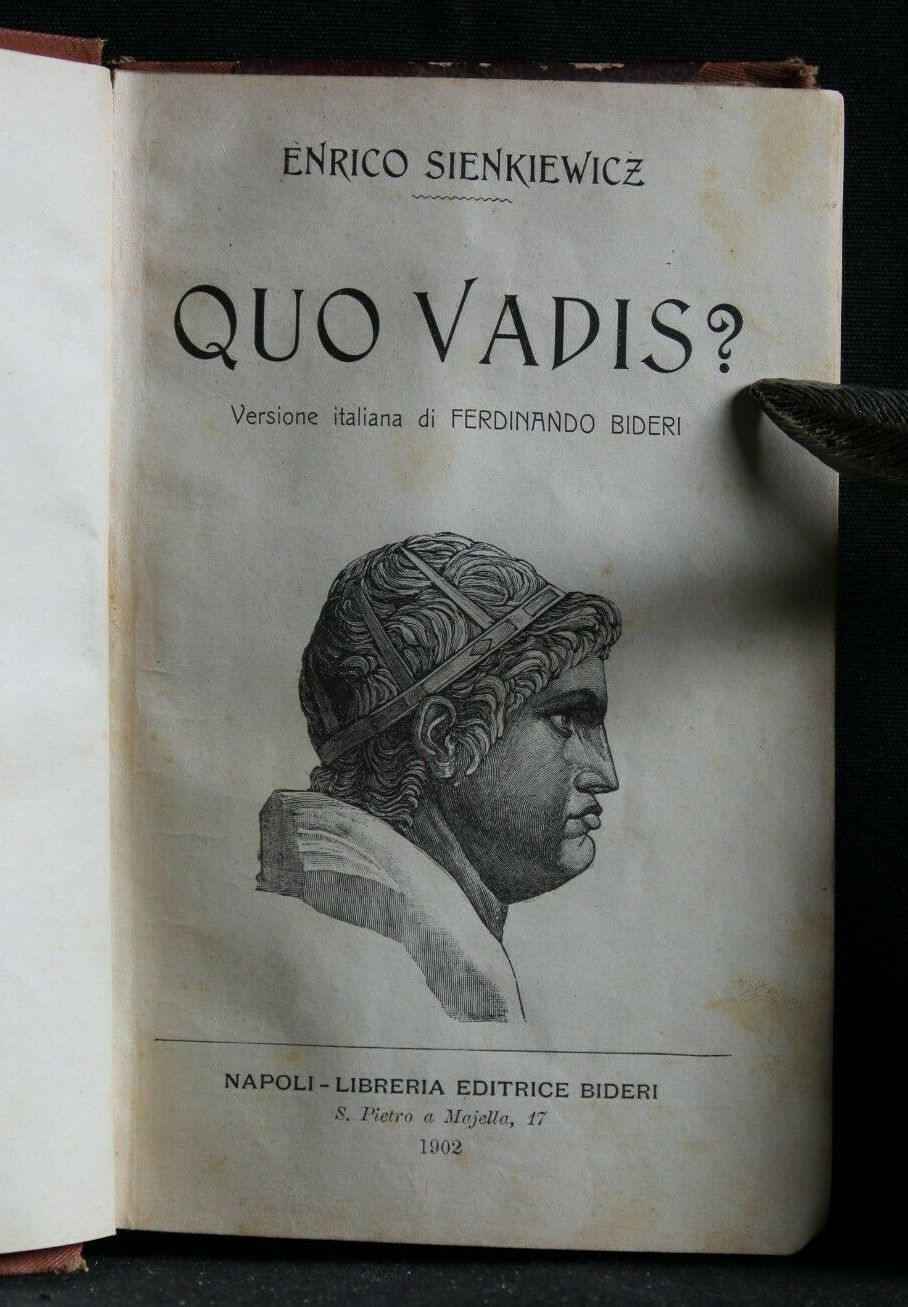 ENRICO SIENKIEWICZ
QUO VADIS?
Versione italiana di FERDINANDO BIDERI
NAPOLI - LIBRERIA EDITRICE BIDERI
S. Pietro a Majella, 17
1902